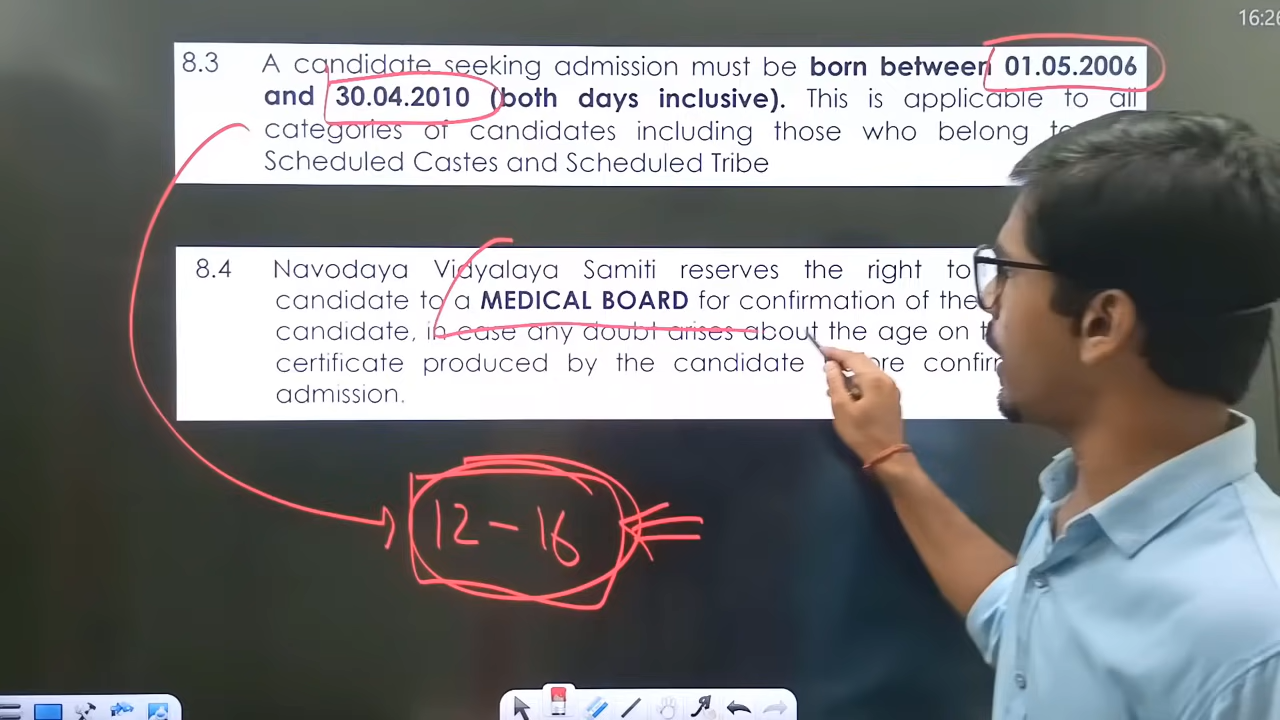 16:26
8.3 A candidate seeking admission must be born between 01.05.2006
and 30.04.2010 (both days inclusive). This is applicable to all
categories of candidates including those who belong to
Scheduled Castes and Scheduled Tribe
8.4 Navodaya Vidyalaya Samiti reserves the right to
candidate to a MEDICAL BOARD for confirmation of the
candidate, in case any doubt arises about the age on
certificate produced by the candidate
admission.
12-16